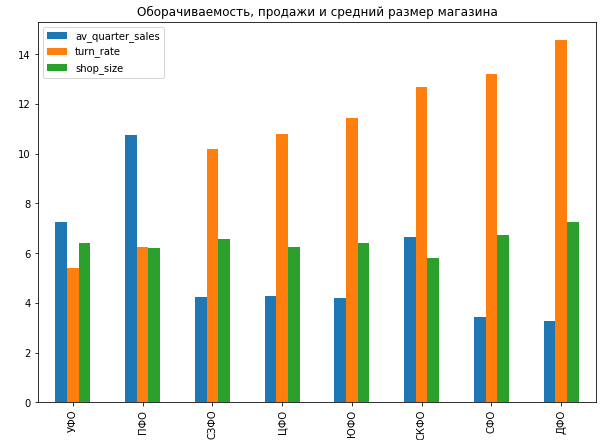 Оборачиваемость, продажи и средний размер магазина
av_quarter_sales
turn_rate
shop_size
14
12
10
8
6
4
2
0
УФО
ПФО
СЗФО
ЦФО
ЮФО
СКФО
СФО
ДФО